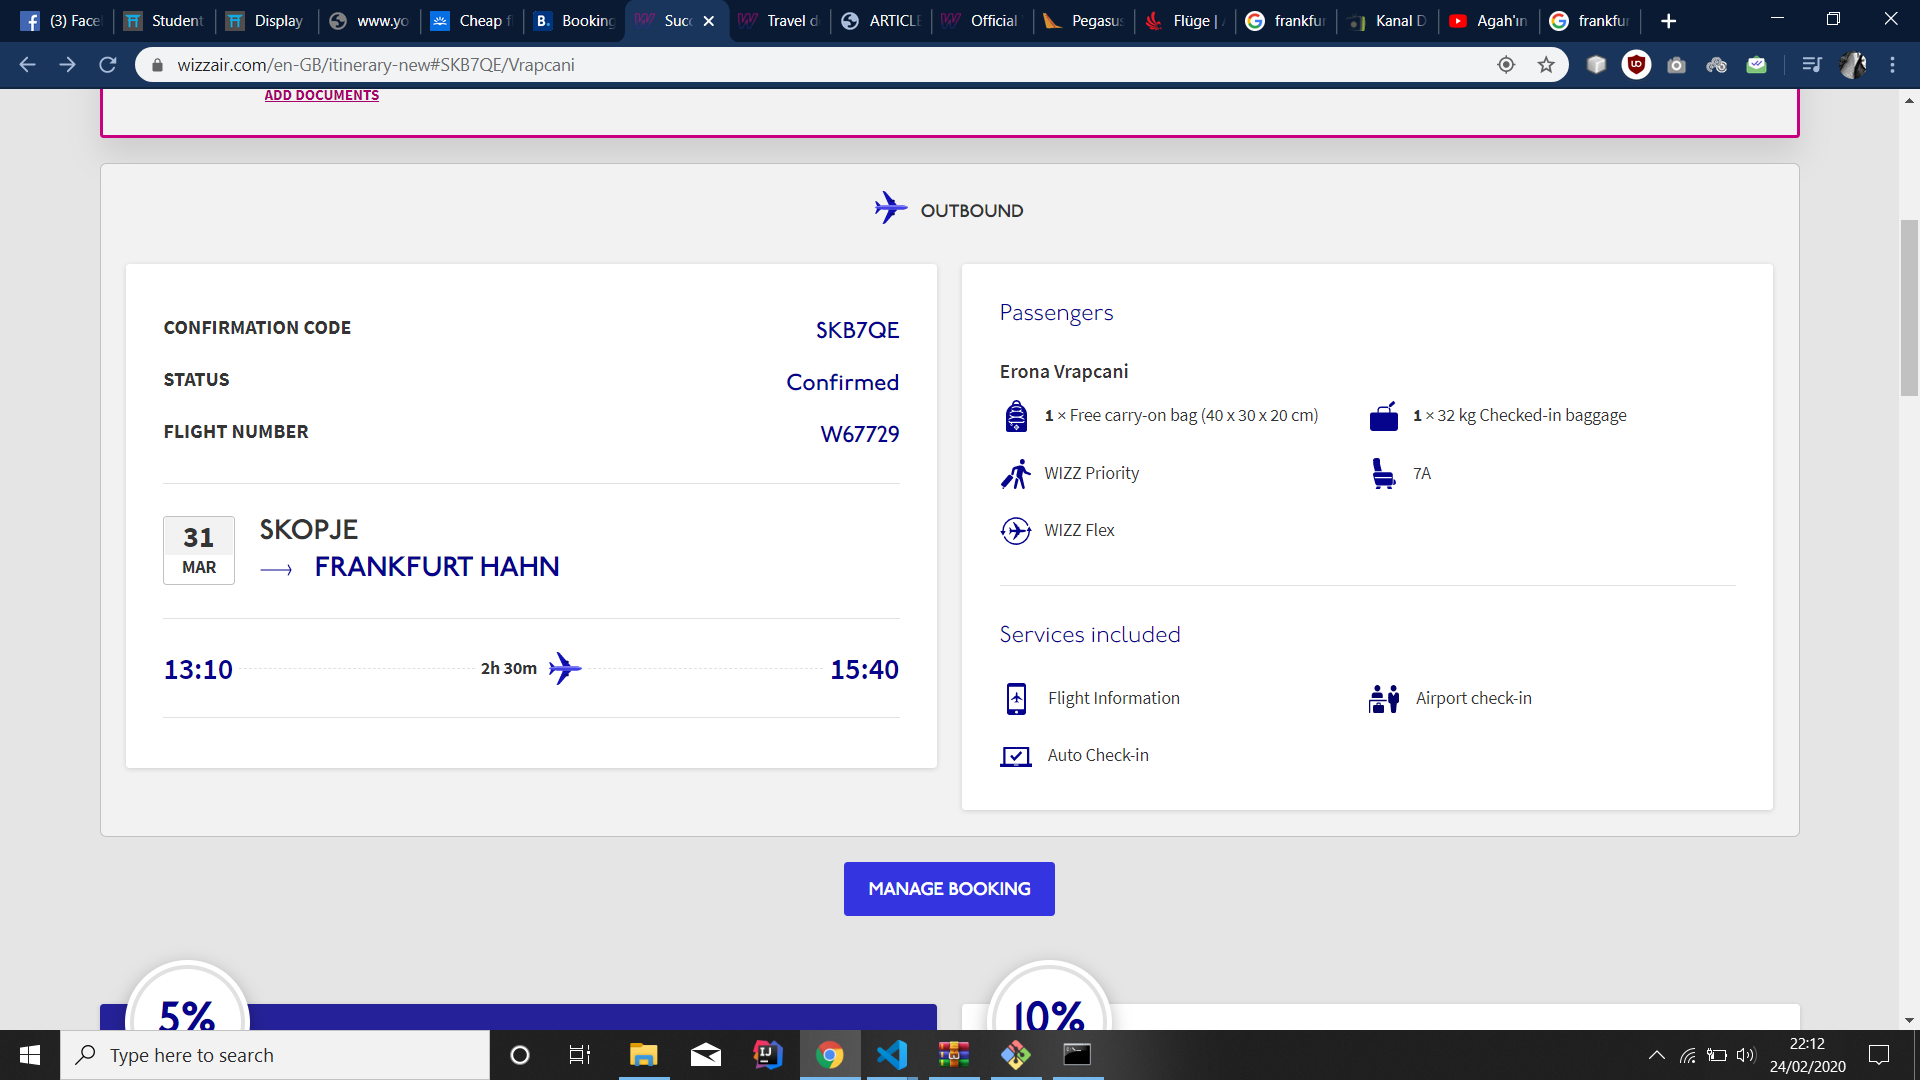 (3) Face
Student
Display
www.yo
Cheap f
Booking
Succ
Travel d
ARTICLE
Official
Pegasus
Flüge | A
frankfur
Kanal D
Agah'ın
frankfur
wizzair.com/en-GB/itinerary-new#SKB7QE/Vrapcani
ADD DOCUMENTS
OUTBOUND
CONFIRMATION CODE SKB7QE
STATUS Confirmed
FLIGHT NUMBER W67729
31
MAR
SKOPJE
FRANKFURT HAHN
13:10 2h 30m 15:40
Passengers
Erona Vrapcani
1 × Free carry-on bag (40 x 30 x 20 cm)
1 × 32 kg Checked-in baggage
WIZZ Priority
7A
WIZZ Flex
Services included
Flight Information
Airport check-in
Auto Check-in
MANAGE BOOKING
5%
10%
Type here to search
22:12
24/02/2020